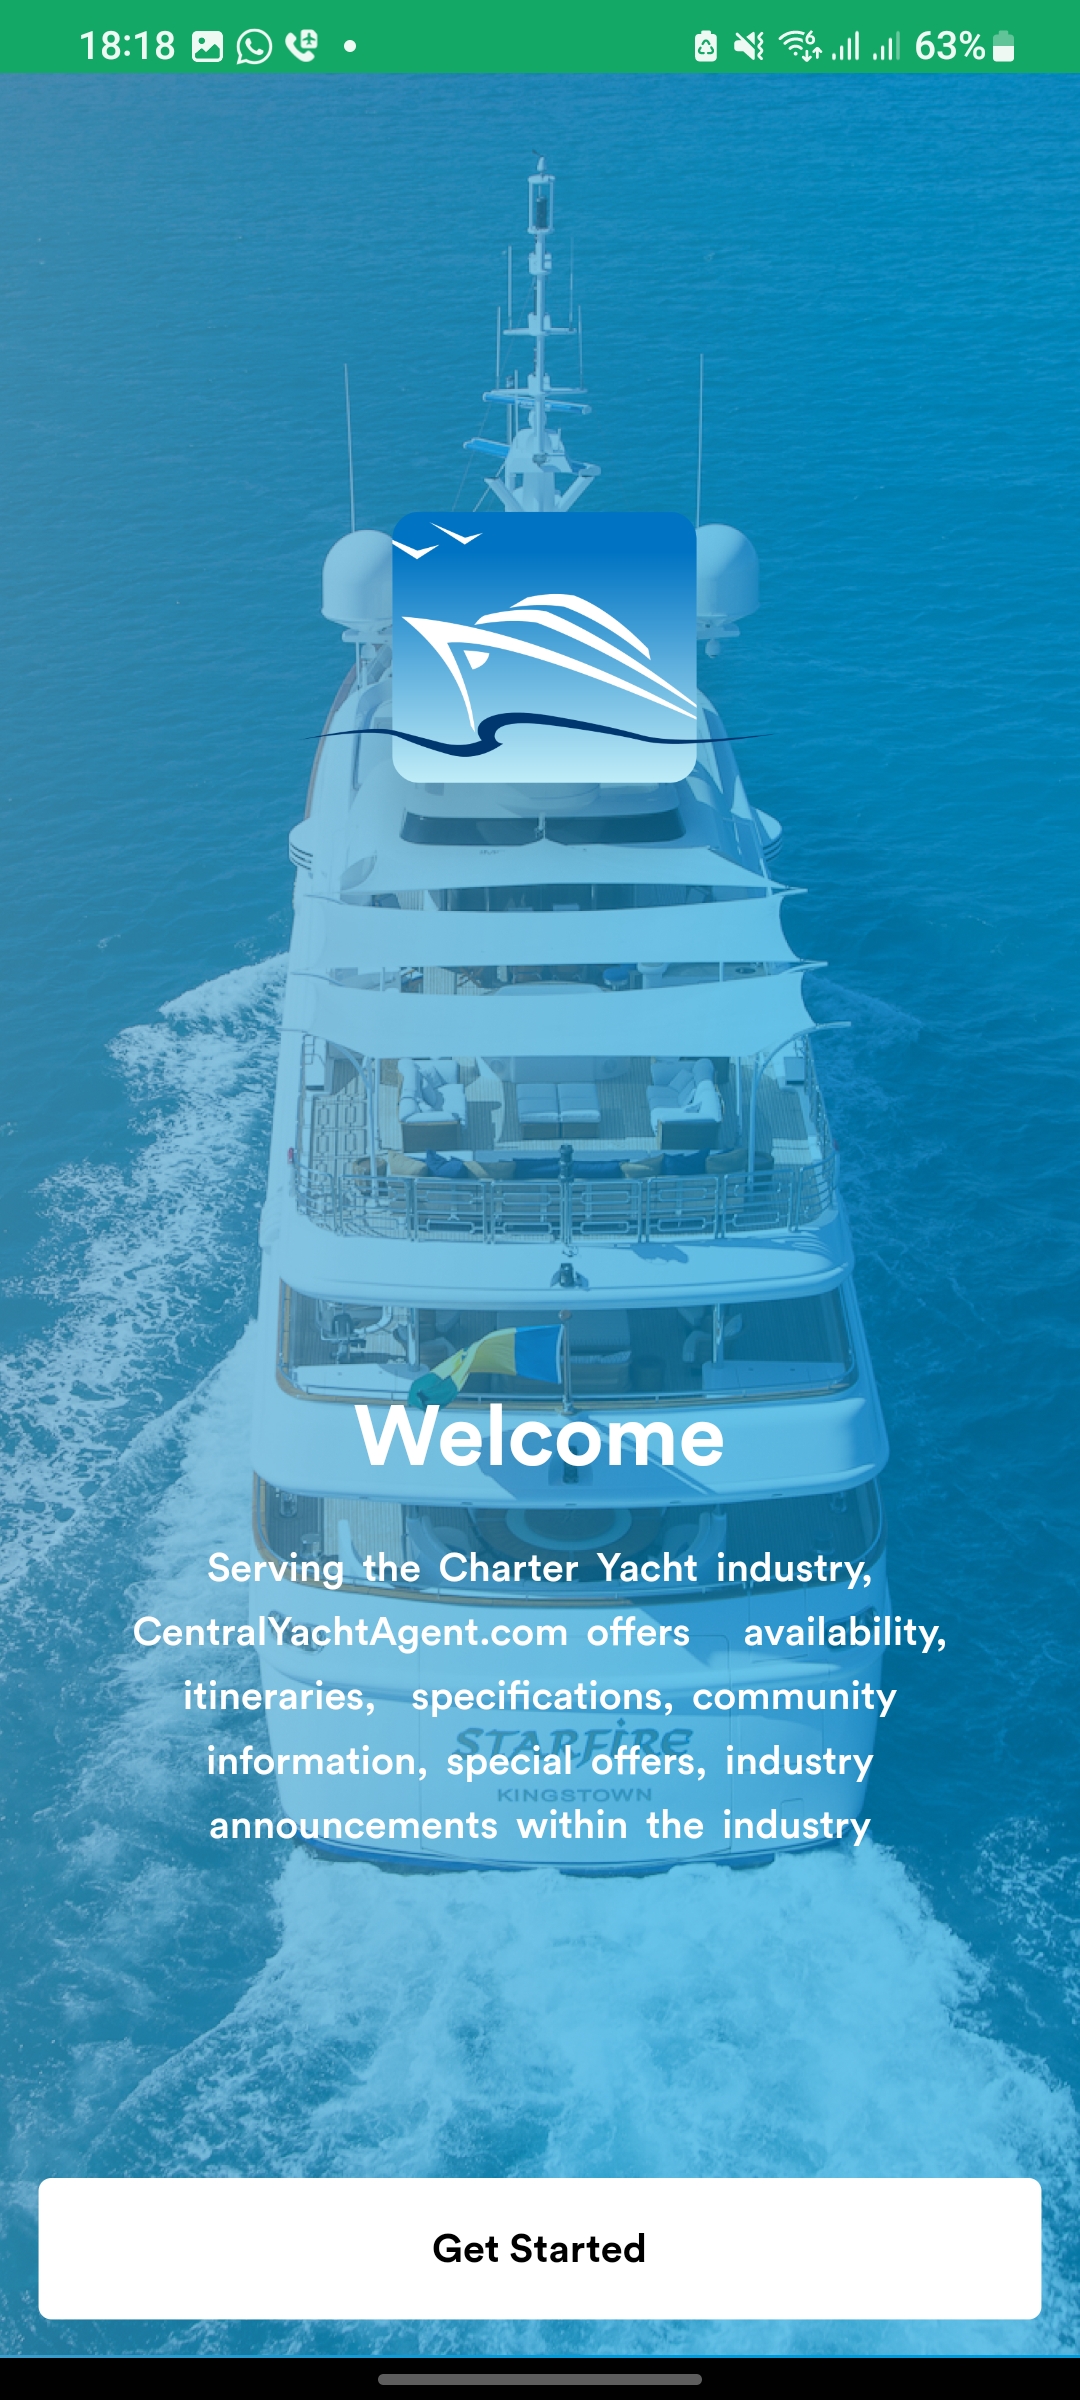 18:18
63%
Welcome
Serving the Charter Yacht industry,
CentralYachtAgent.com offers availability,
itineraries, specifications, community
STARFIRE
information, special offers, industry
KINGSTOWN
announcements within the industry
Get Started